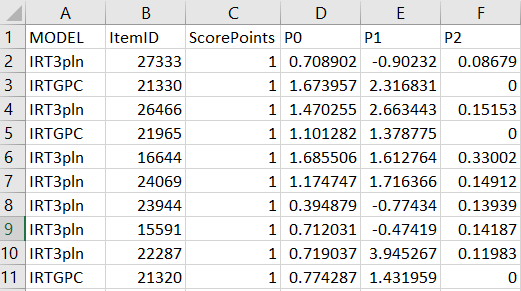 A B C D E F
1 MODEL ItemID ScorePoints P0 P1 P2
2 IRT3pln 27333 1 0.708902 -0.90232 0.08679
3 IRTGPC 21330 1 1.673957 2.316831 0
4 IRT3pln 26466 1 1.470255 2.663443 0.15153
5 IRTGPC 21965 1 1.101282 1.378775 0
6 IRT3pln 16644 1 1.685506 1.612764 0.33002
7 IRT3pln 24069 1 1.174747 1.716366 0.14912
8 IRT3pln 23944 1 0.394879 -0.77434 0.13939
9 IRT3pln 15591 1 0.712031 -0.47419 0.14187
10 IRT3pln 22287 1 0.719037 3.945267 0.11983
11 IRTGPC 21320 1 0.774287 1.431959 0